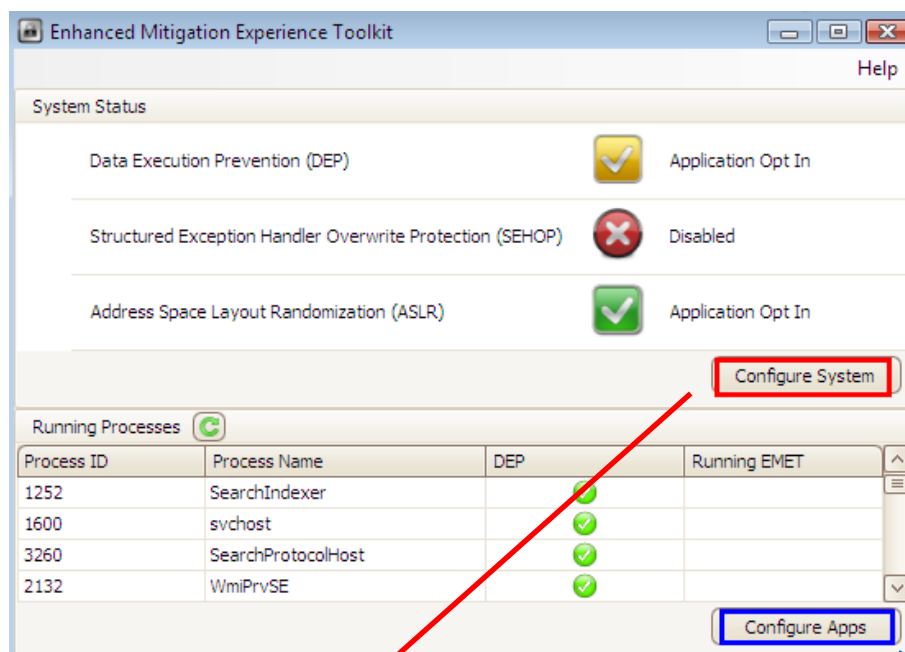 Enhanced Mitigation Experience Toolkit
Help
System Status
Data Execution Prevention (DEP) Application Opt In
Structured Exception Handler Overwrite Protection (SEHOP) Disabled
Address Space Layout Randomization (ASLR) Application Opt In
Configure System
Running Processes
Process ID Process Name DEP Running EMET
1252 SearchIndexer
1600 svchost
3260 SearchProtocolHost
2132 WmiPrvSE
Configure Apps